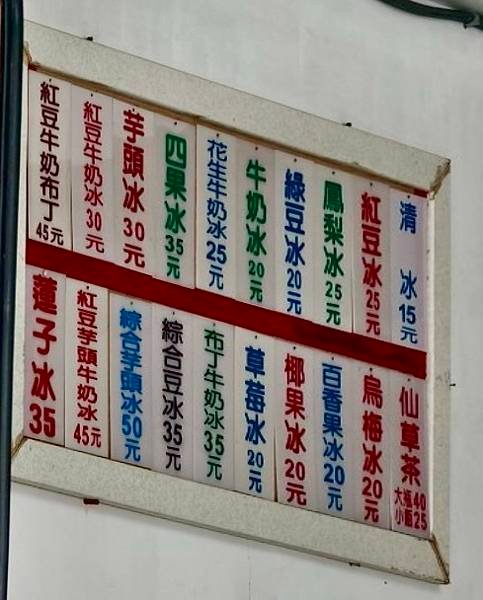 清 冰 15元
紅豆冰 25元
鳳梨冰 25元
綠豆冰 20元
牛奶冰 20元
花生牛奶冰 25元
四果冰 35元
芋頭冰 30元
紅豆牛奶冰 30元
紅豆牛奶布丁 45元
仙草茶 大瓶40 小瓶25
烏梅冰 20元
百香果冰 20元
椰果冰 20元
草莓冰 20元
布丁牛奶冰 35元
綜合豆冰 35元
綜合芋頭冰 50元
紅豆芋頭牛奶冰 45元
蓮子冰 35